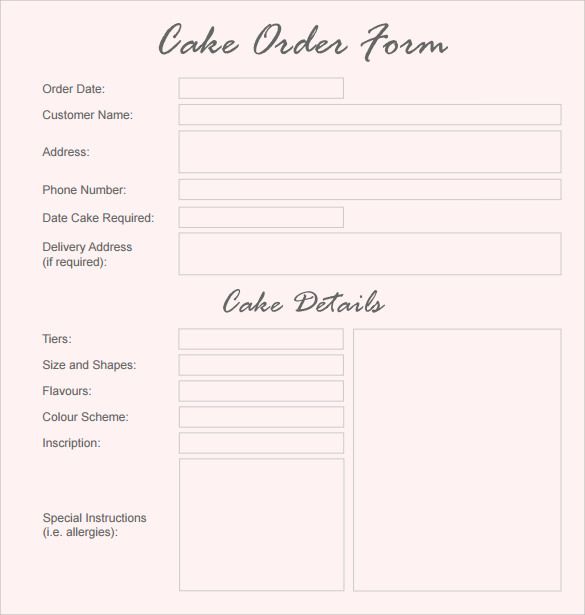 Cake Order Form
Order Date:
Customer Name:
Address:
Phone Number:
Date Cake Required:
Delivery Address
(if required):
Cake Details
Tiers:
Size and Shapes:
Flavours:
Colour Scheme:
Inscription:
Special Instructions
(i.e. allergies):